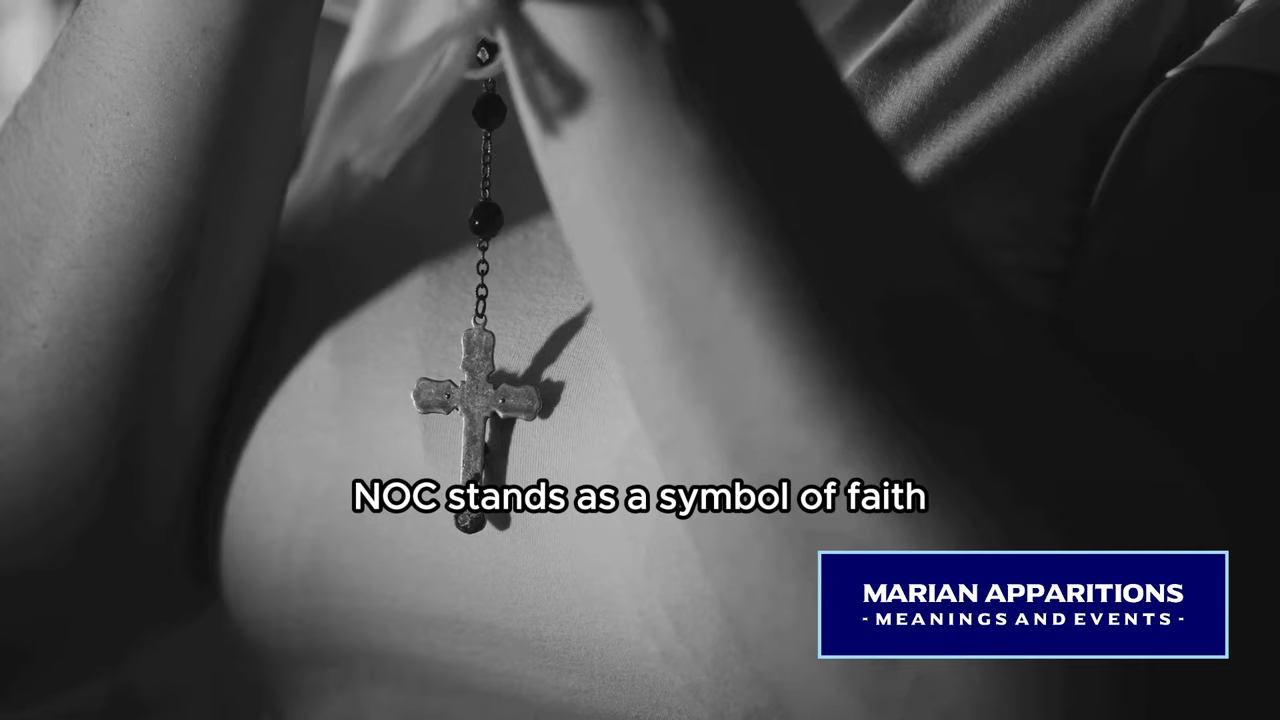 NOC stands as a symbol of faith
MARIAN APPARITIONS
- MEANINGS AND EVENTS -